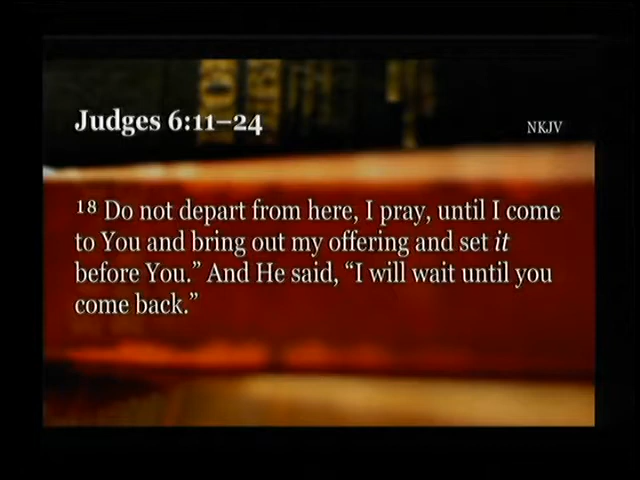 Judges 6:11–24
NKJV
18 Do not depart from here, I pray, until I come
to You and bring out my offering and set it
before You.” And He said, “I will wait until you
come back.”